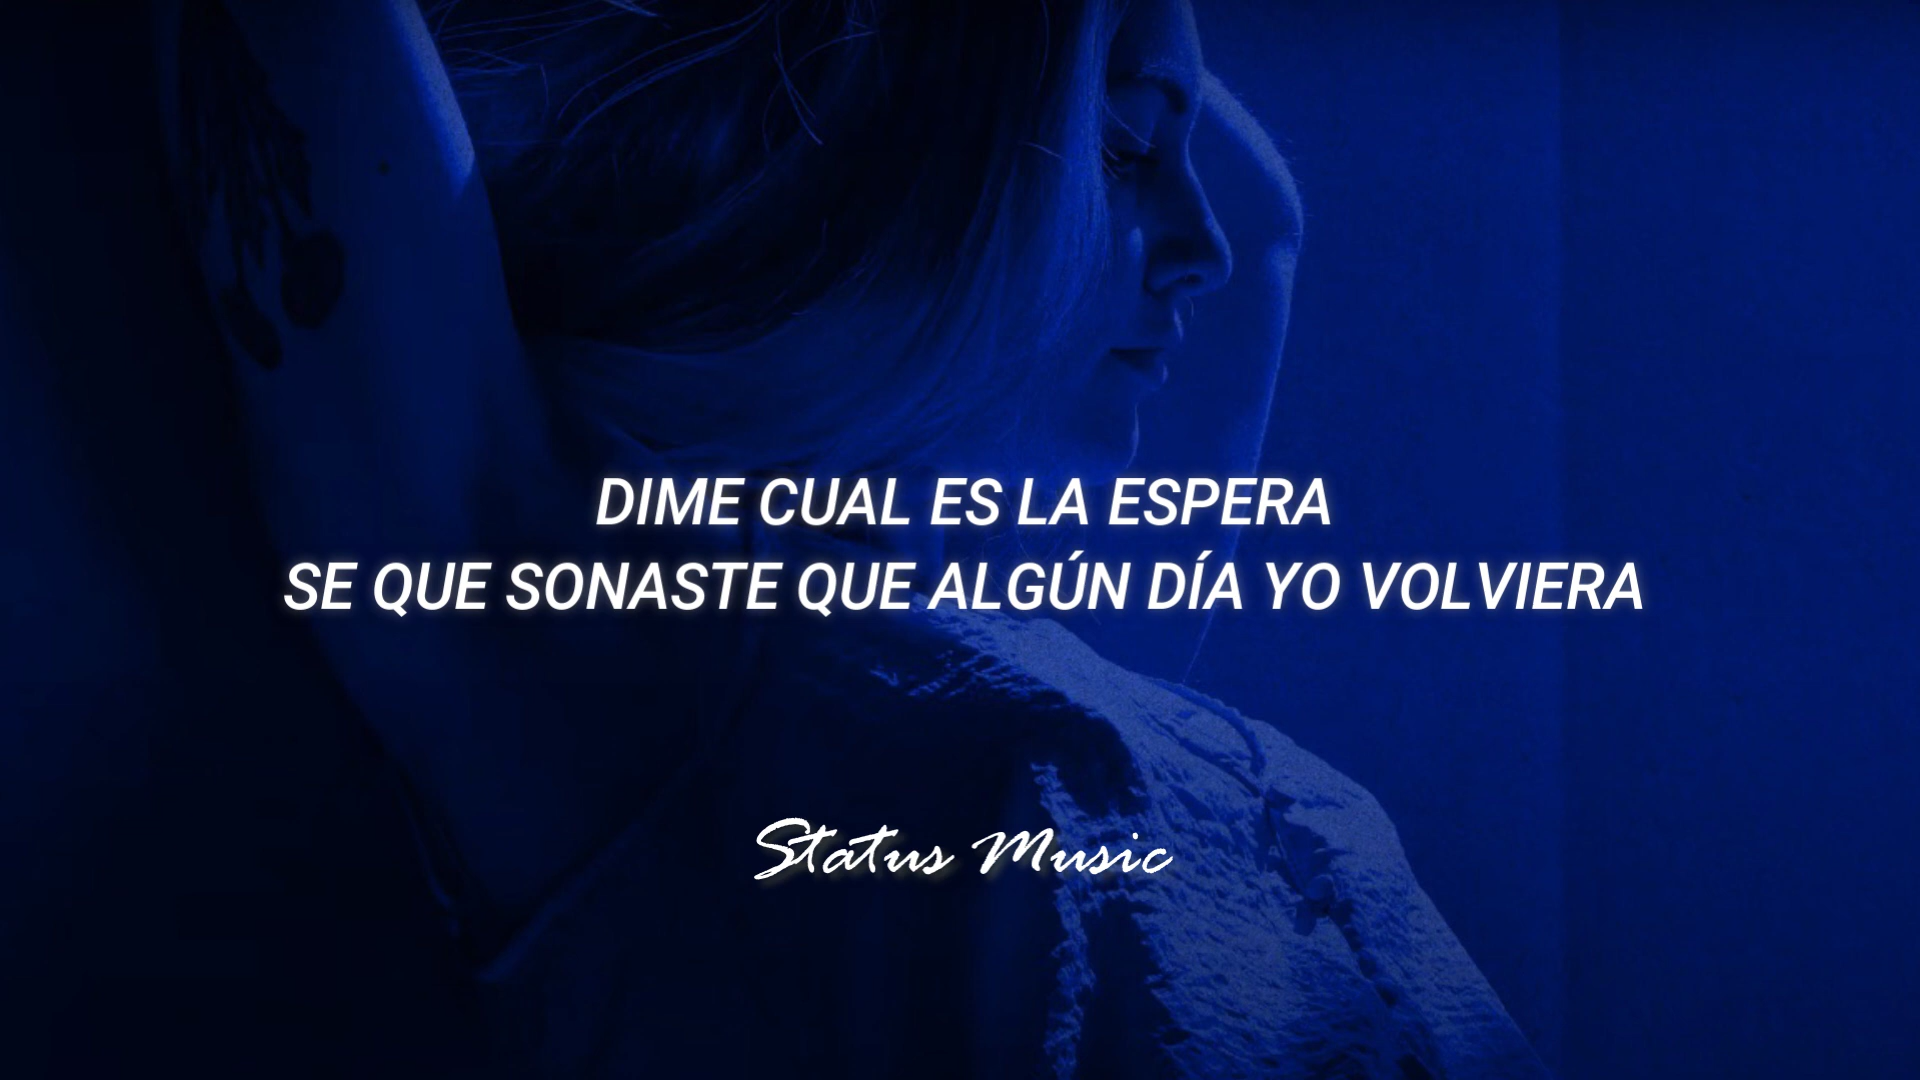 DIME CUAL ES LA ESPERA
SE QUE SONASTE QUE ALGÚN DÍA YO VOLVIERA
Status Music